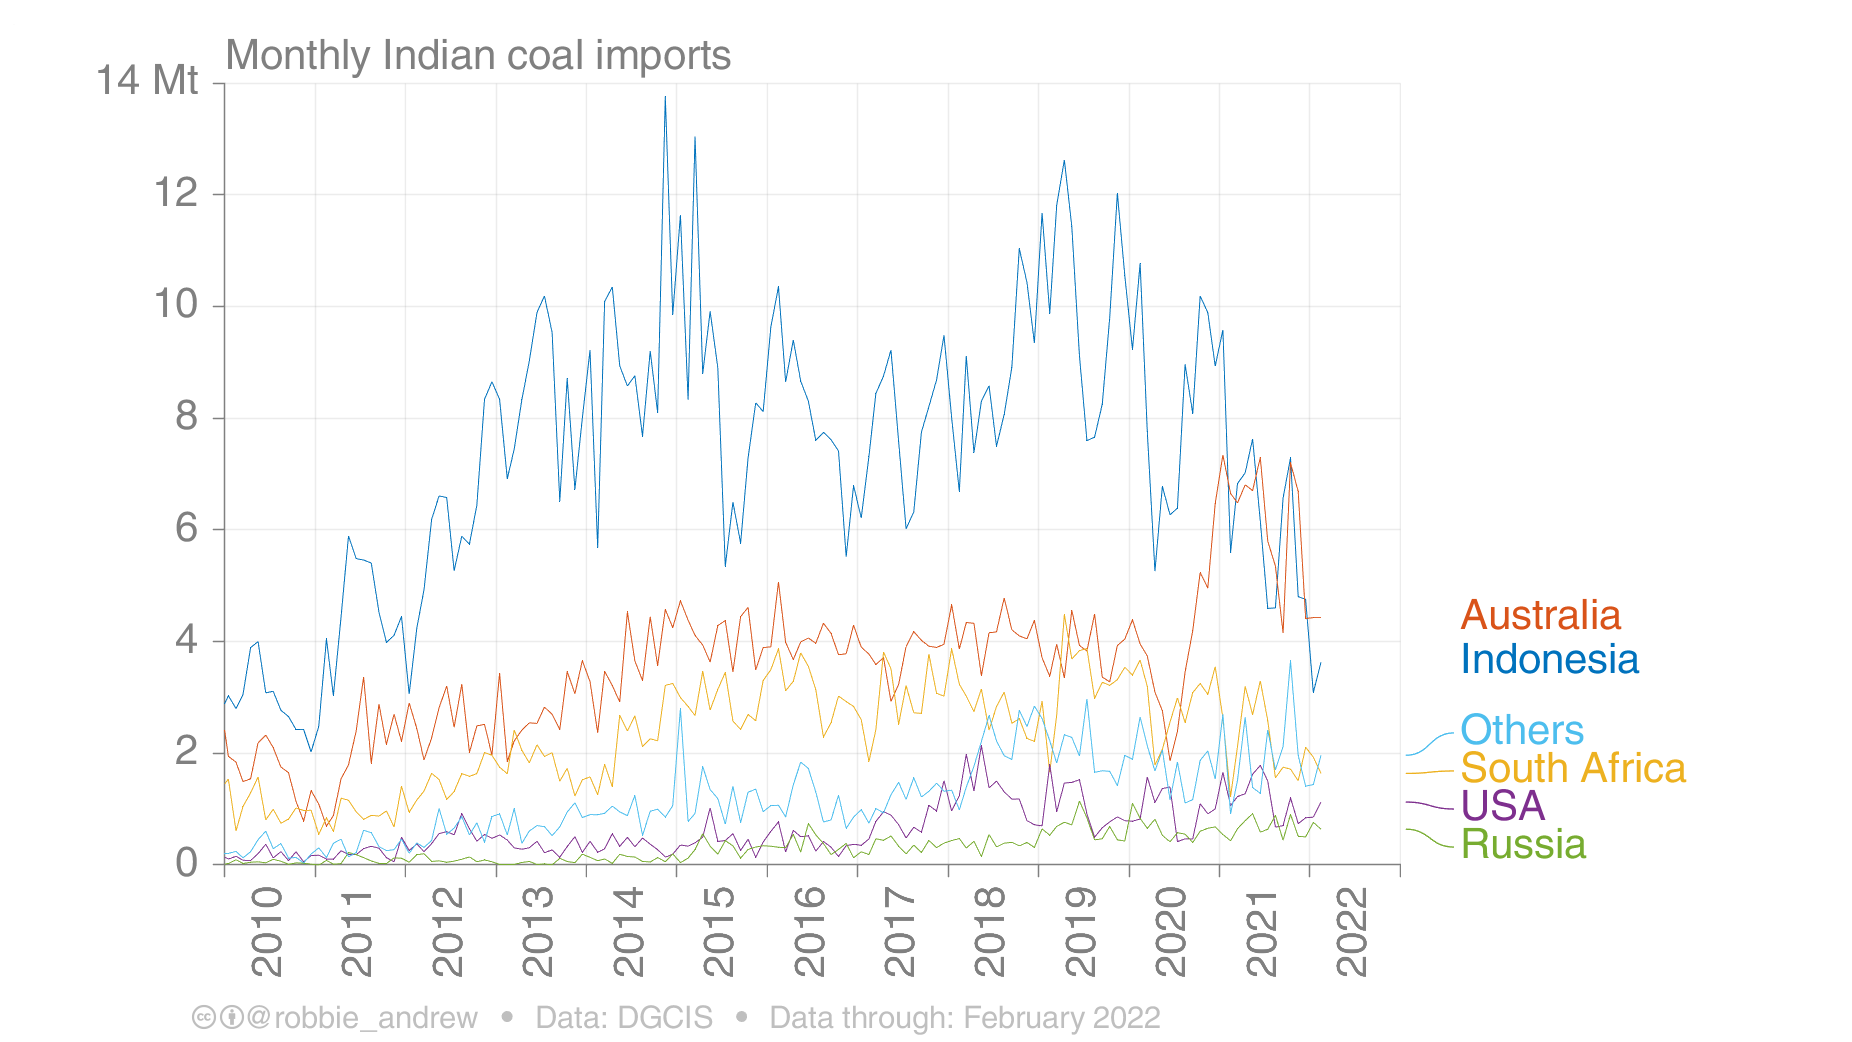 Monthly Indian coal imports
14 Mt
12
10
8
6
4
2
0
2010 2011 2012 2013 2014 2015 2016 2017 2018 2019 2020 2021 2022
Australia
Indonesia
Others
South Africa
USA
Russia
@robbie_andrew • Data: DGCIS • Data through: February 2022